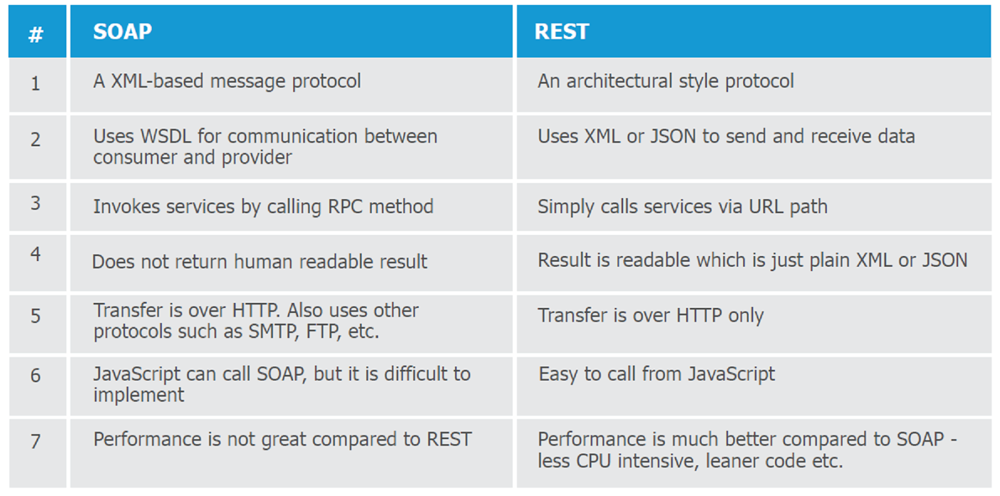 # SOAP REST
1 A XML-based message protocol An architectural style protocol
2 Uses WSDL for communication between
consumer and provider Uses XML or JSON to send and receive data
3 Invokes services by calling RPC method Simply calls services via URL path
4 Does not return human readable result Result is readable which is just plain XML or JSON
5 Transfer is over HTTP. Also uses other
protocols such as SMTP, FTP, etc. Transfer is over HTTP only
6 JavaScript can call SOAP, but it is difficult to
implement Easy to call from JavaScript
7 Performance is not great compared to REST Performance is much better compared to SOAP -
less CPU intensive, leaner code etc.